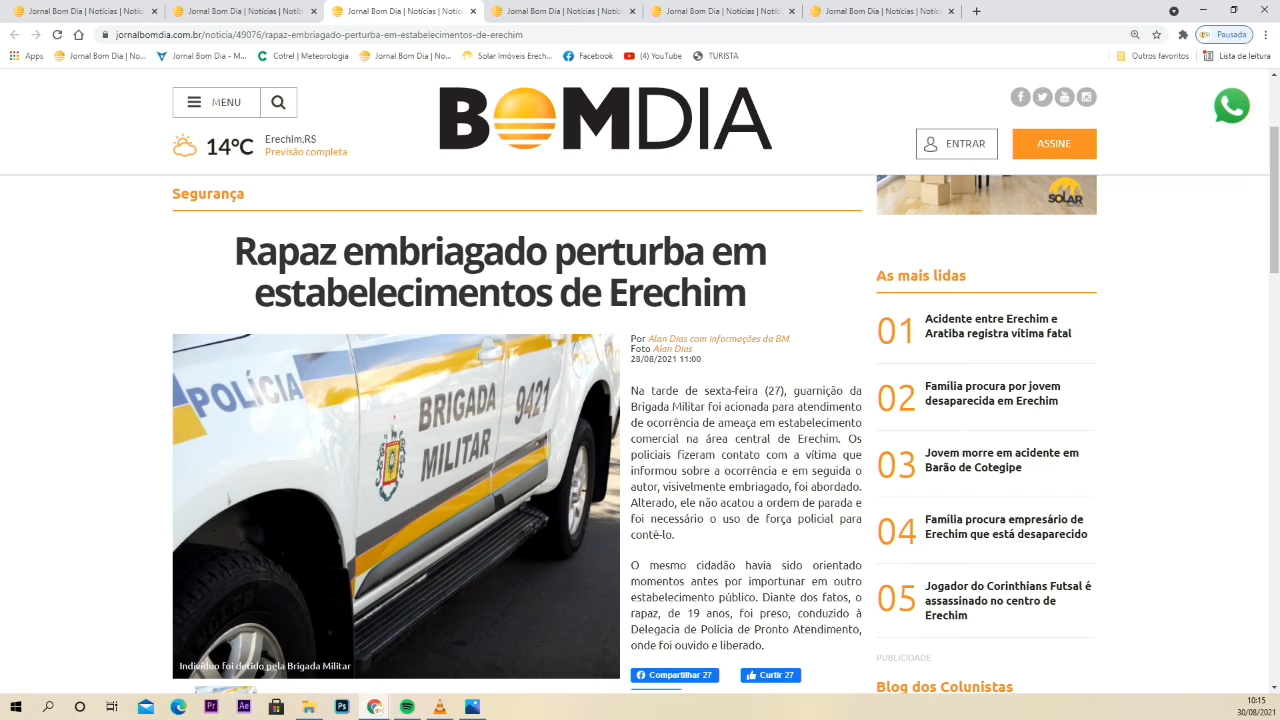 Jornal Bom Dia | Notíc
Jornal Bom Dia | Notíc
Jornal Bom Dia | Notíc
Jornal Bom Dia | Notíc
Jornal Bom Dia | Notíc
Jornal Bom Dia | Notíc
jornalbomdia.com.br/noticia/49076/rapaz-embriagado-perturba-em-estabelecimentos-de-erechim
Pausada
Apps
Jornal Bom Dia | No...
Jornal Bom Dia - M...
Cotrel | Meteorologia
Jornal Bom Dia | No...
Solar Imóveis Erech...
Facebook
(4) YouTube
TURISTA
Outros favoritos
Lista de leitura
MENU
BOMDIA
14°C
Erechim,RS
Previsão completa
ENTRAR
ASSINE
Segurança
SOLAR
Rapaz embriagado perturba em
estabelecimentos de Erechim
POLÍCIA
BRIGADA
MILITAR
9421
Indivíduo foi detido pela Brigada Militar
Por Alan Dias com informações da BM
Foto Alan Dias
28/08/2021 11:00
Na tarde de sexta-feira (27), guarnição da
Brigada Militar foi acionada para atendimento
de ocorrência de ameaça em estabelecimento
comercial na área central de Erechim. Os
policiais fizeram contato com a vítima que
informou sobre a ocorrência e em seguida o
autor, visivelmente embriagado, foi abordado.
Alterado, ele não acatou a ordem de parada e
foi necessário o uso de força policial para
contê-lo.
O mesmo cidadão havia sido orientado
momentos antes por importunar em outro
estabelecimento público. Diante dos fatos, o
rapaz, de 19 anos, foi preso, conduzido à
Delegacia de Polícia de Pronto Atendimento,
onde foi ouvido e liberado.
Compartilhar 27
Curtir 27
As mais lidas
01
Acidente entre Erechim e
Aratiba registra vítima fatal
02
Família procura por jovem
desaparecida em Erechim
03
Jovem morre em acidente em
Barão de Cotegipe
04
Família procura empresário de
Erechim que está desaparecido
05
Jogador do Corinthians Futsal é
assassinado no centro de
Erechim
PUBLICIDADE
Blog dos Colunistas
Pr
Ae
Ps
10:15
30/08/2021